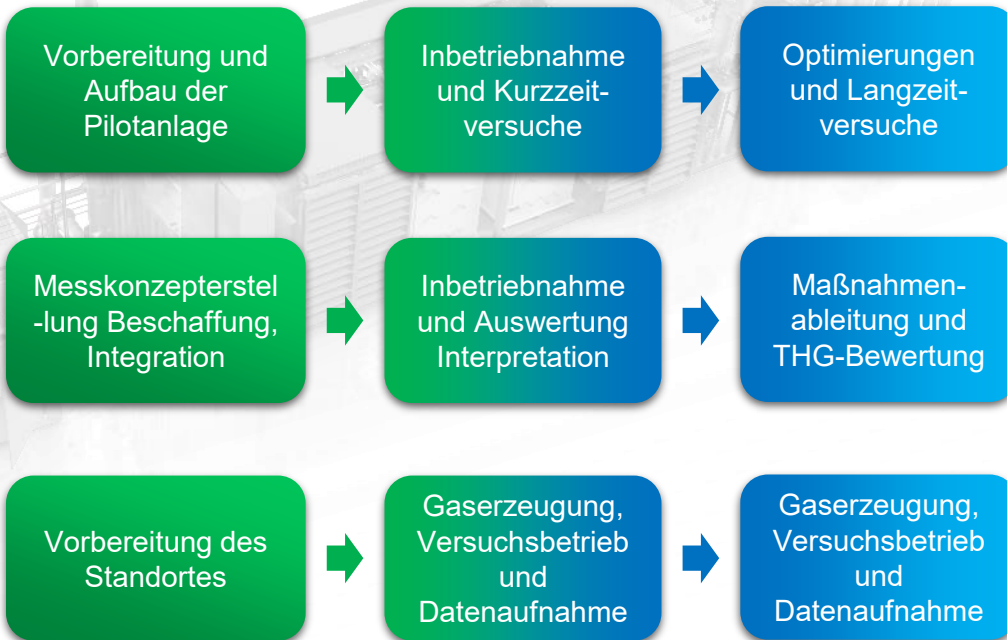 Vorbereitung und
Aufbau der
Pilotanlage
Inbetriebnahme
und Kurzzeit-
versuche
Optimierungen
und Langzeit-
versuche
Messkonzepterstel
-lung Beschaffung,
Integration
Inbetriebnahme
und Auswertung
Interpretation
Maßnahmen-
ableitung und
THG-Bewertung
Vorbereitung des
Standortes
Gaserzeugung,
Versuchsbetrieb
und
Datenaufnahme
Gaserzeugung,
Versuchsbetrieb
und
Datenaufnahme